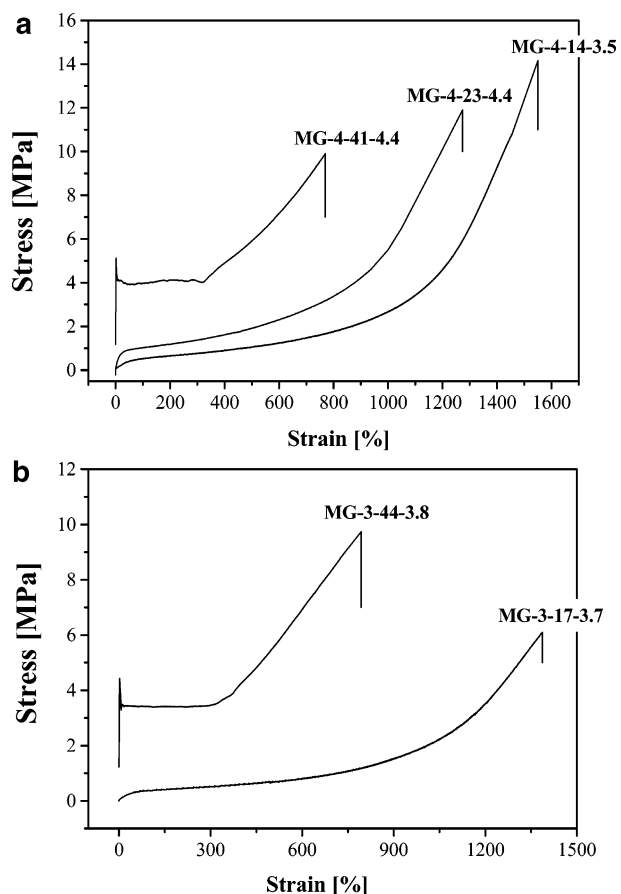 a
16
MG-4-14-3.5
14
MG-4-23-4.4
12
MG-4-41-4.4
10
8
6
4
2
0
Stress [MPa]
0 200 400 600 800 1000 1200 1400 1600
Strain [%]
b
12
MG-3-44-3.8
10
8
MG-3-17-3.7
6
4
2
0
Stress [MPa]
0 300 600 900 1200 1500
Strain [%]